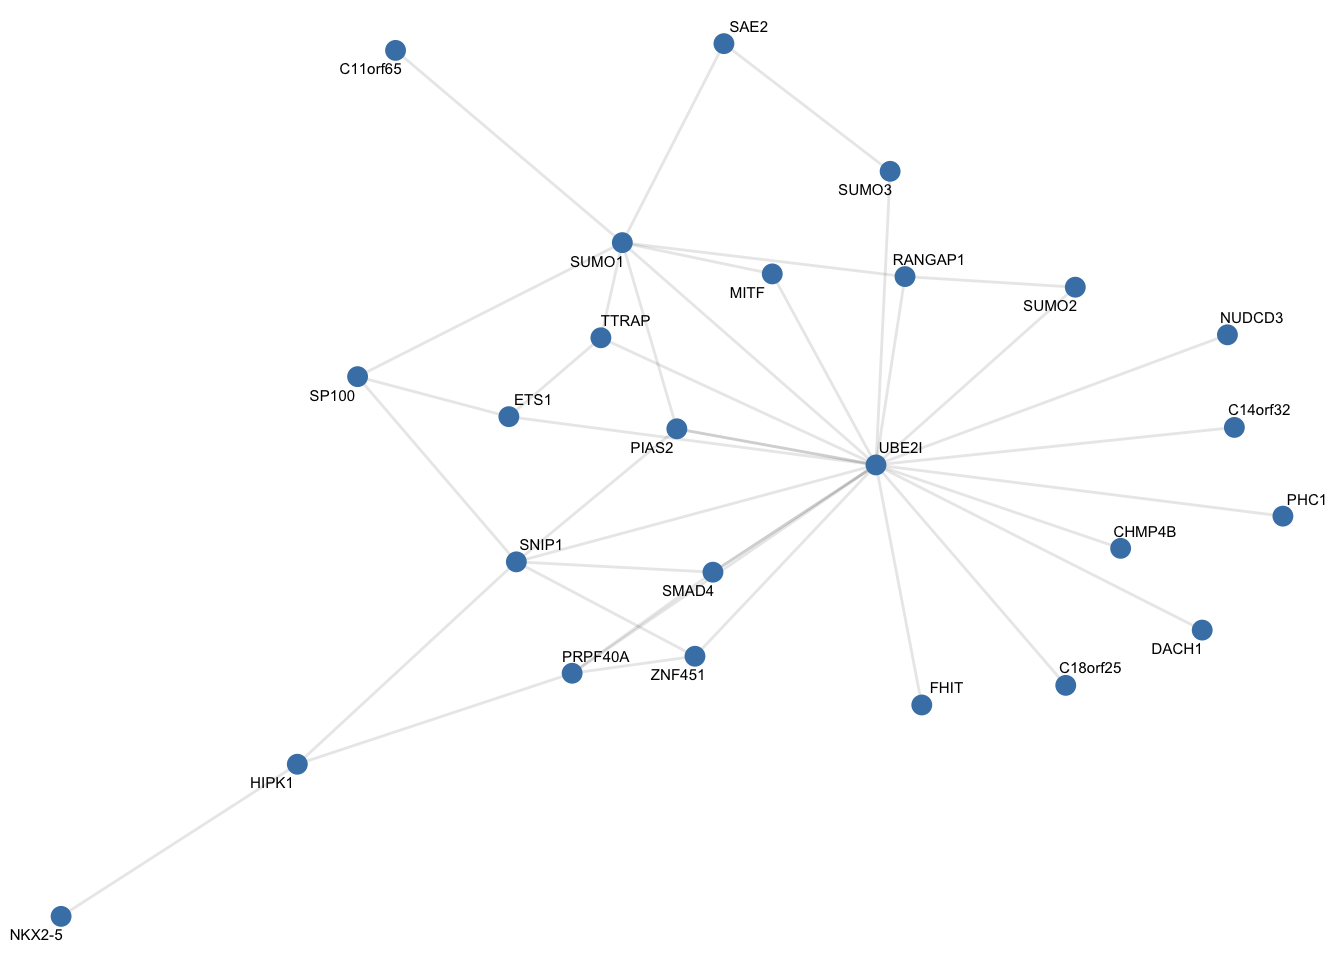 SAE2
C11orf65
SUMO3
SUMO1
RANGAP1
MITF
SUMO2
NUDCD3
TTRAP
SP100
ETS1
C14orf32
PIAS2
UBE2I
PHC1
CHMP4B
SNIP1
SMAD4
DACH1
PRPF40A
ZNF451
C18orf25
FHIT
HIPK1
NKX2-5